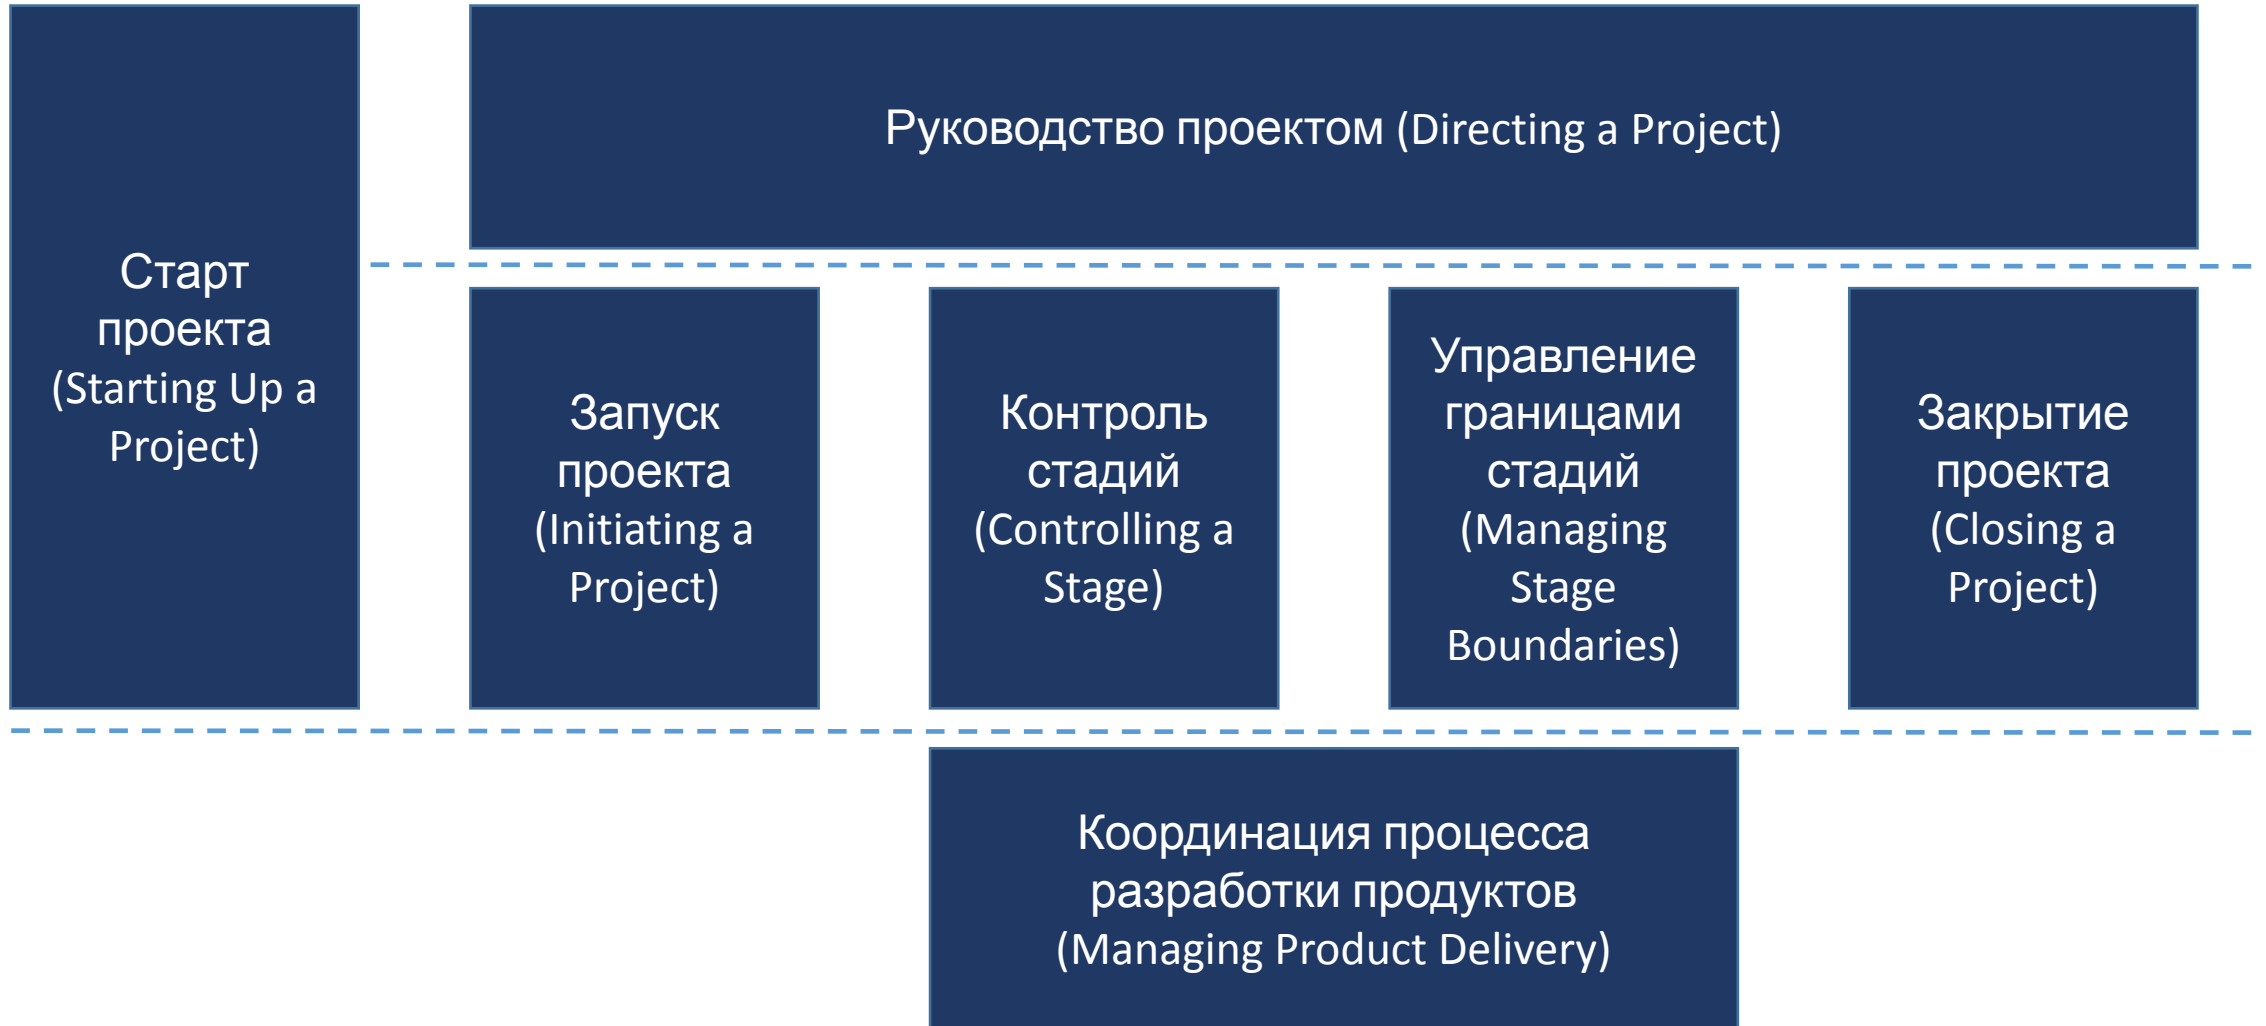 Руководство проектом (Directing a Project)
Старт
проекта
(Starting Up a
Project)
Запуск
проекта
(Initiating a
Project)
Контроль
стадий
(Controlling a
Stage)
Управление
границами
стадий
(Managing
Stage
Boundaries)
Закрытие
проекта
(Closing a
Project)
Координация процесса
разработки продуктов
(Managing Product Delivery)